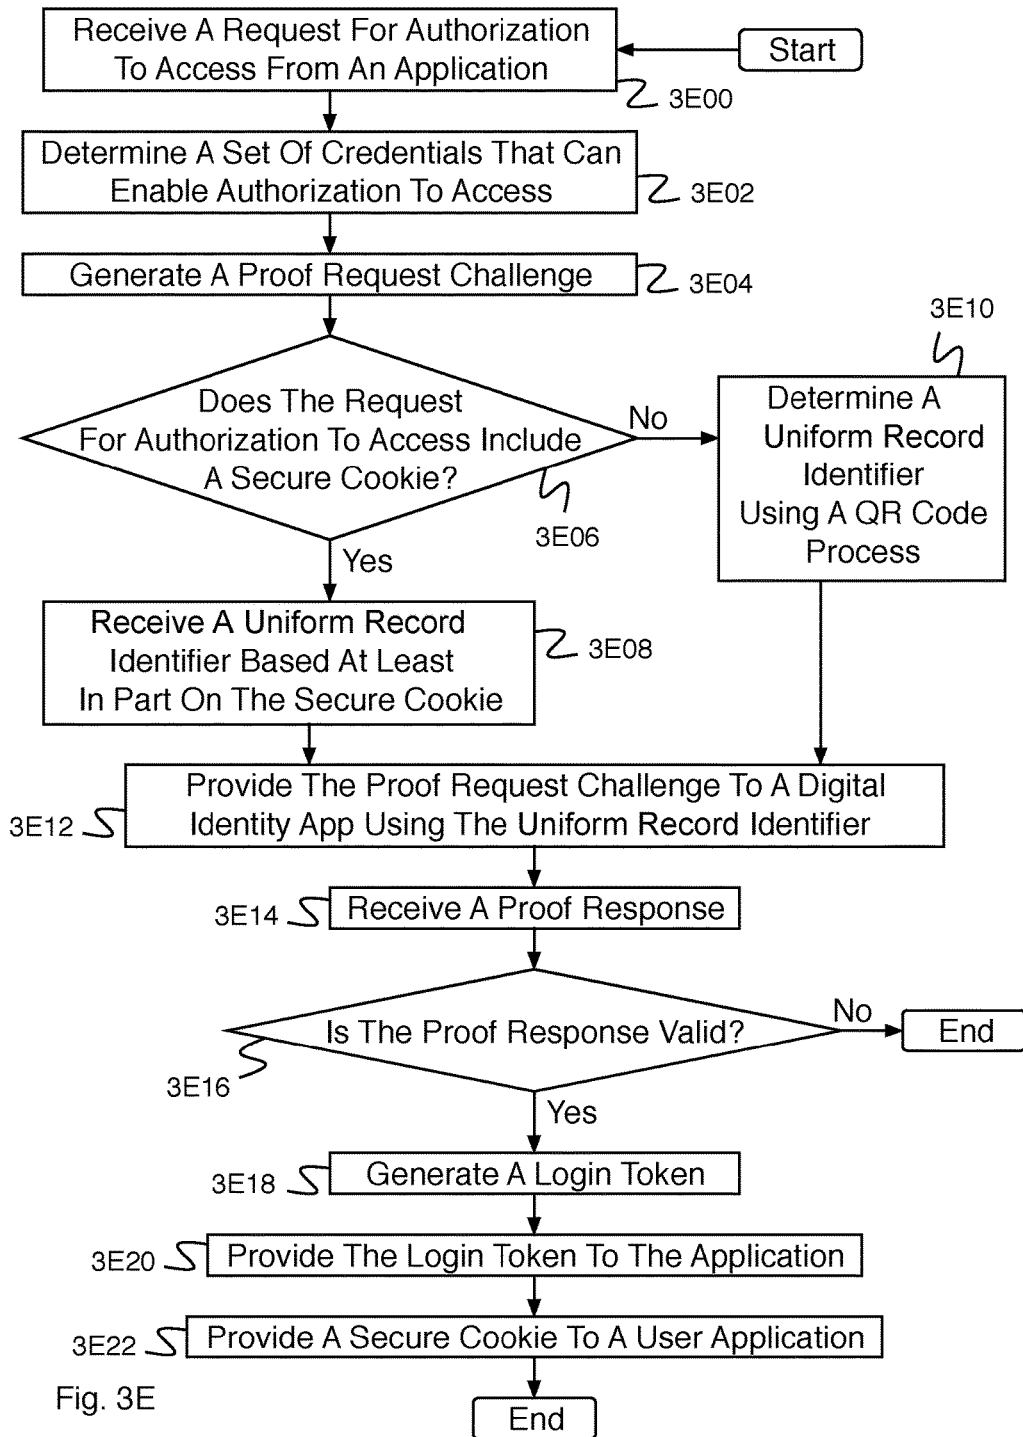 Receive A Request For Authorization
To Access From An Application
Start
3E00
Determine A Set Of Credentials That Can
Enable Authorization To Access
3E02
Generate A Proof Request Challenge
3E04
Does The Request
For Authorization To Access Include
A Secure Cookie?
3E06
No
3E10
Determine A
Uniform Record
Identifier
Using A QR Code
Process
Yes
Receive A Uniform Record
Identifier Based At Least
In Part On The Secure Cookie
3E08
Provide The Proof Request Challenge To A Digital
Identity App Using The Uniform Record Identifier
3E12
Receive A Proof Response
3E14
Is The Proof Response Valid?
3E16
No
End
Yes
Generate A Login Token
3E18
Provide The Login Token To The Application
3E20
Provide A Secure Cookie To A User Application
3E22
End
Fig. 3E